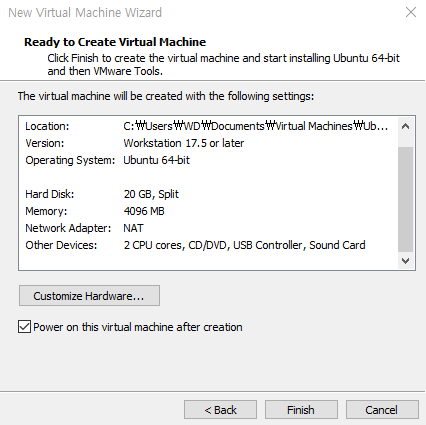 New Virtual Machine Wizard
Ready to Create Virtual Machine
Click Finish to create the virtual machine and start installing Ubuntu 64-bit
and then VMware Tools.
The virtual machine will be created with the following settings:
Location: C:₩Users₩WD₩Documents₩Virtual Machines₩Ub...
Version: Workstation 17.5 or later
Operating System: Ubuntu 64-bit
Hard Disk: 20 GB, Split
Memory: 4096 MB
Network Adapter: NAT
Other Devices: 2 CPU cores, CD/DVD, USB Controller, Sound Card
Customize Hardware...
Power on this virtual machine after creation
< Back Finish Cancel